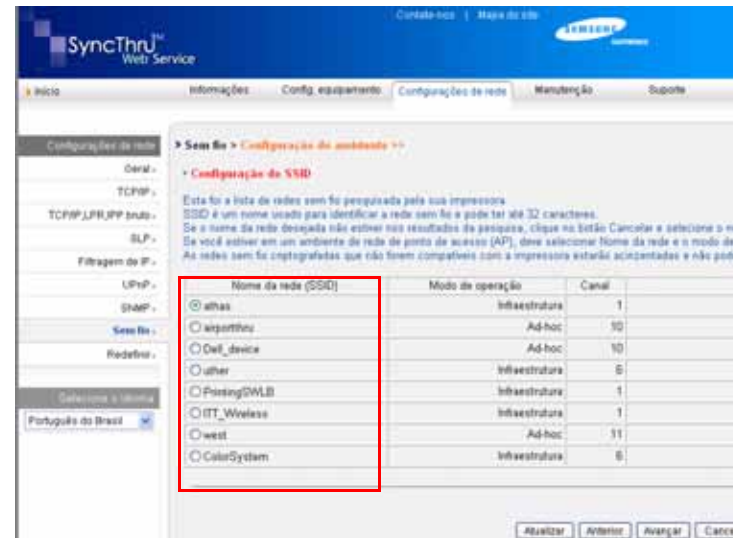 Contate-nos | Mapa do site
SyncThru™
Web Service
SAMSUNG
Início
Informações
Config. equipamento
Configurações de rede
Manutenção
Suporte
Configurações de rede
Geral
TCP/IP
TCP/IP,LPR,IPP bruto
SLP
Filtragem de IP
UPnP
SNMP
Sem fio
Redefinir
Selecione o idioma
Português do Brasil
> Sem fio > Configuração do ambiente >>
Configuração de SSID
Esta foi a lista de redes sem fio pesquisada pela sua impressora.
SSID é um nome usado para identificar a rede sem fio e pode ter até 32 caracteres.
Se o nome da rede desejada não estiver nos resultados da pesquisa, clique no botão Cancelar e selecione o
Se você estiver em um ambiente de rede de ponto de acesso (AP), deve selecionar Nome da rede e o modo de
As redes sem fio criptografadas que não forem compatíveis com a impressora estarão acinzentadas e não
Nome da rede (SSID) Modo de operação Canal
athas Infraestrutura 1
airportthru Ad-hoc 10
Dell_device Ad-hoc 10
uther Infraestrutura 6
PrintingSWLB Infraestrutura 1
ITT_Wireless Infraestrutura 1
west Ad-hoc 11
ColorSystem Infraestrutura 6
Atualizar Anterior Avançar Cance